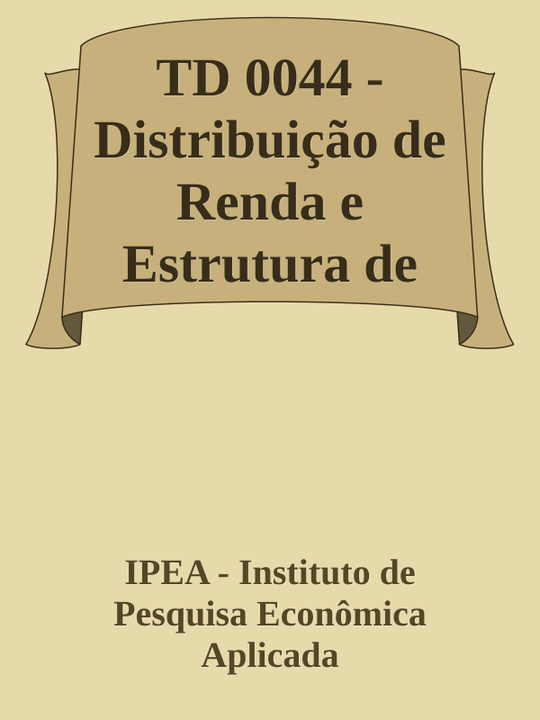 TD 0044 -
Distribuição de
Renda e
Estrutura de
IPEA - Instituto de
Pesquisa Econômica
Aplicada